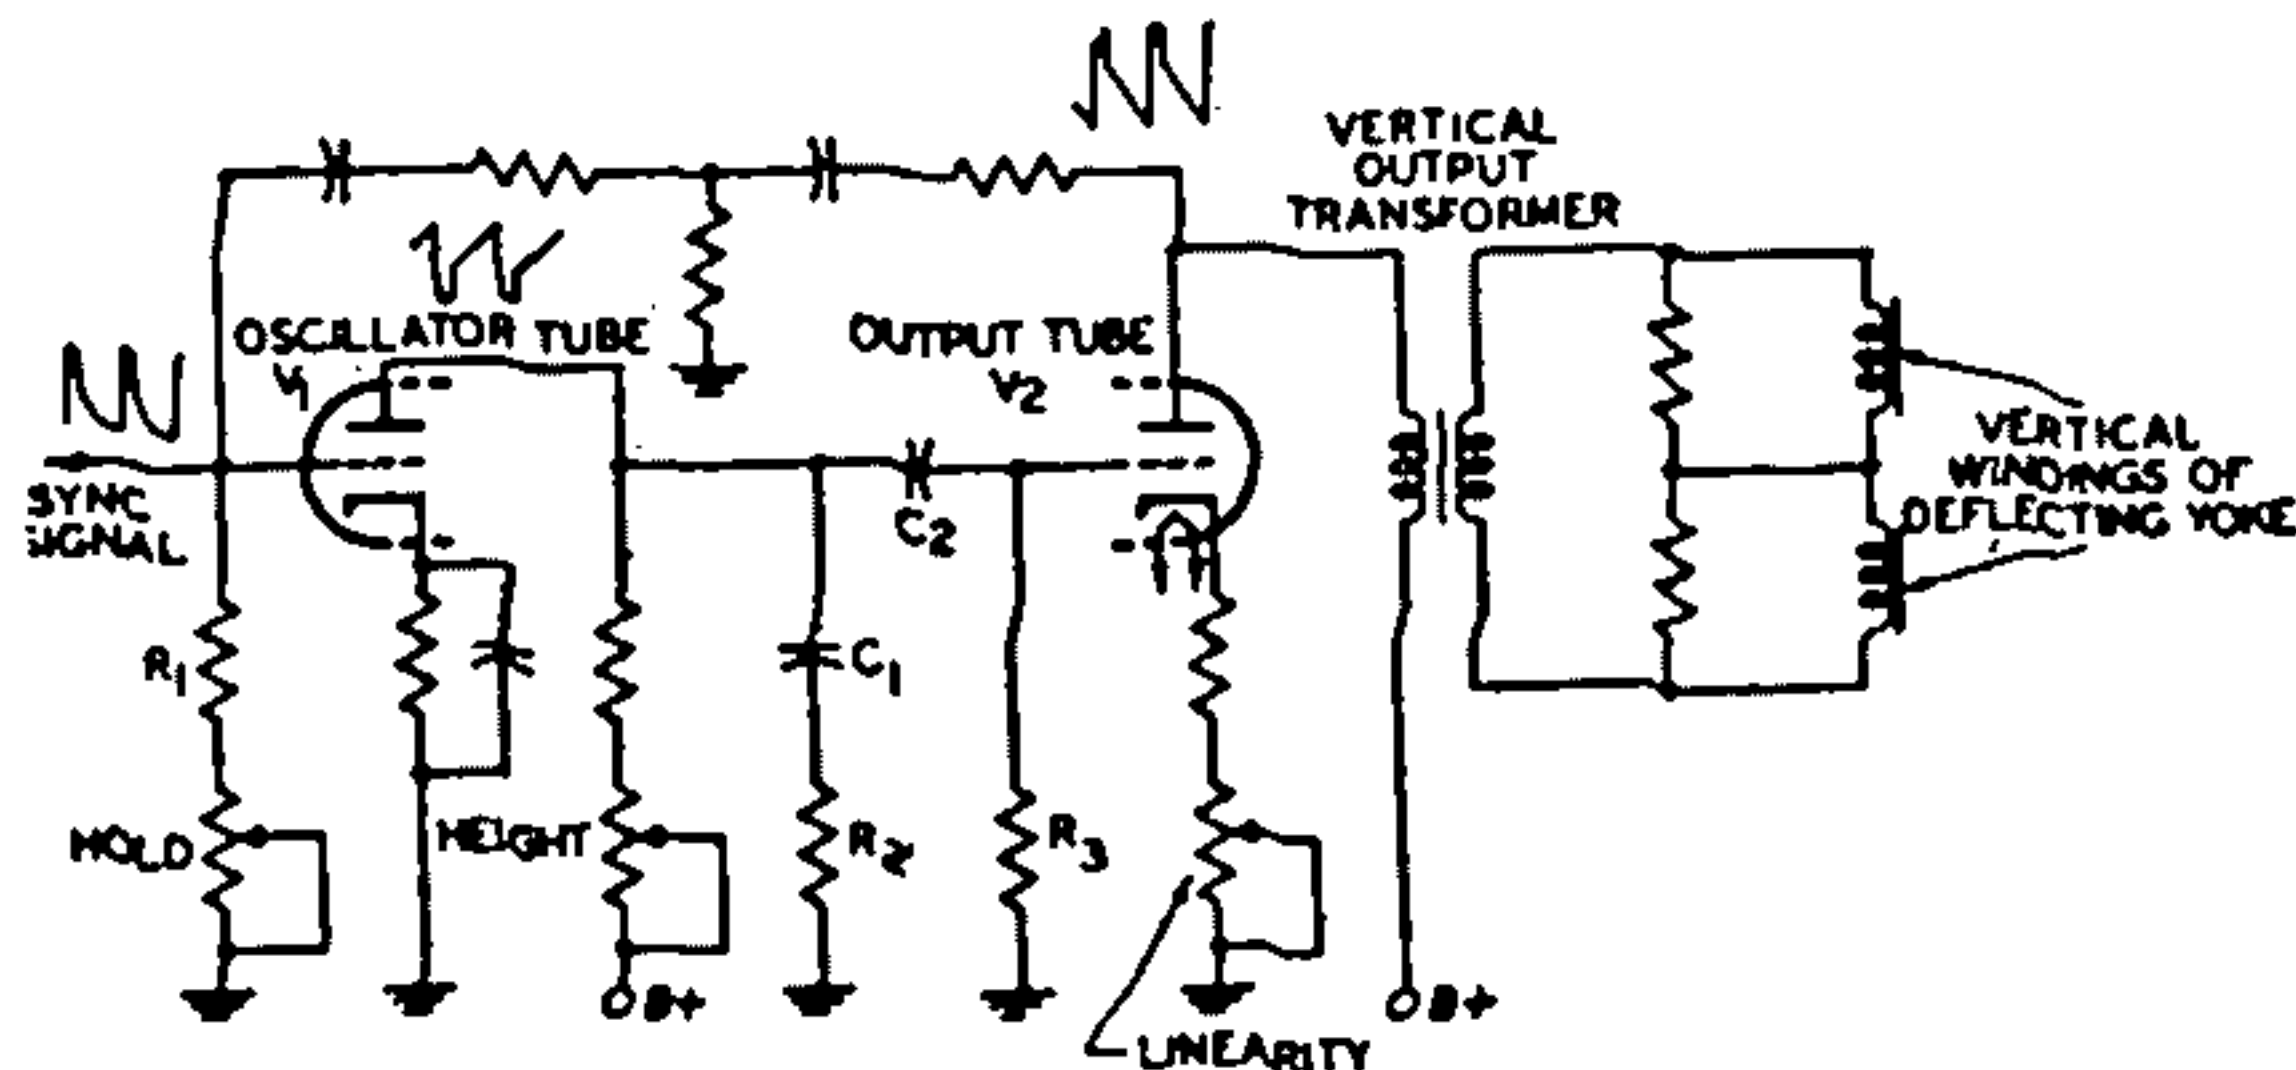 VERTICAL
OUTPUT
TRANSFORMER
OSCILLATOR TUBE
V1
OUTPUT TUBE
V2
SYNC
SIGNAL
VERTICAL
WINDINGS OF
DEFLECTING YOKE
C2
R1
C1
HOLD
HEIGHT
R2
R3
B+
B+
LINEARITY